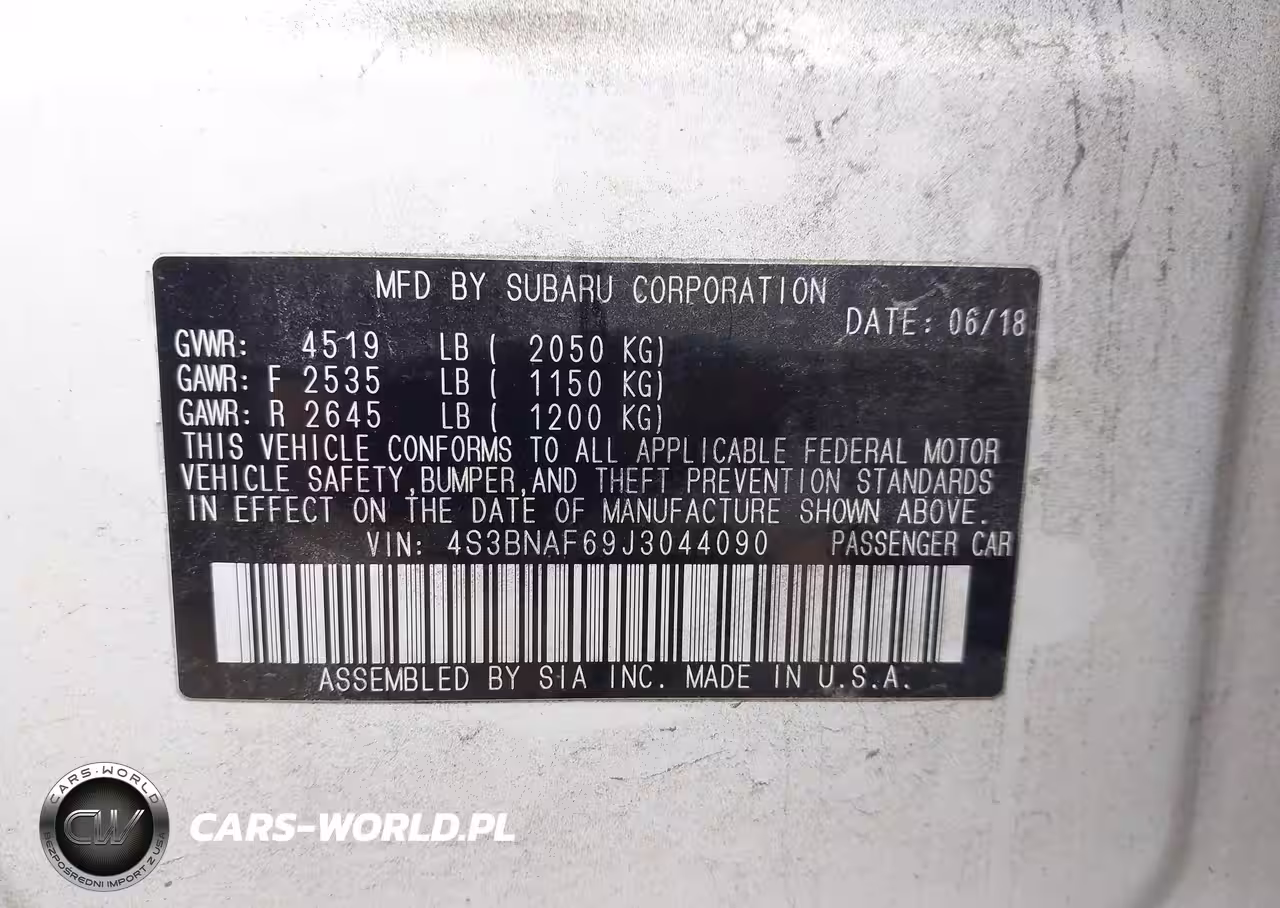 MFD BY SUBARU CORPORATION
DATE: 06/18
GVWR: 4519 LB ( 2050 KG)
GAWR: F 2535 LB ( 1150 KG)
GAWR: R 2645 LB ( 1200 KG)
THIS VEHICLE CONFORMS TO ALL APPLICABLE FEDERAL MOTOR
VEHICLE SAFETY, BUMPER, AND THEFT PREVENTION STANDARDS
IN EFFECT ON THE DATE OF MANUFACTURE SHOWN ABOVE.
VIN: 4S3BNAF69J3044090 PASSENGER CAR
ASSEMBLED BY SIA INC. MADE IN U.S.A.
CARS-WORLD
CW
BEZPOŚREDNI IMPORT Z USA
CARS-WORLD.PL